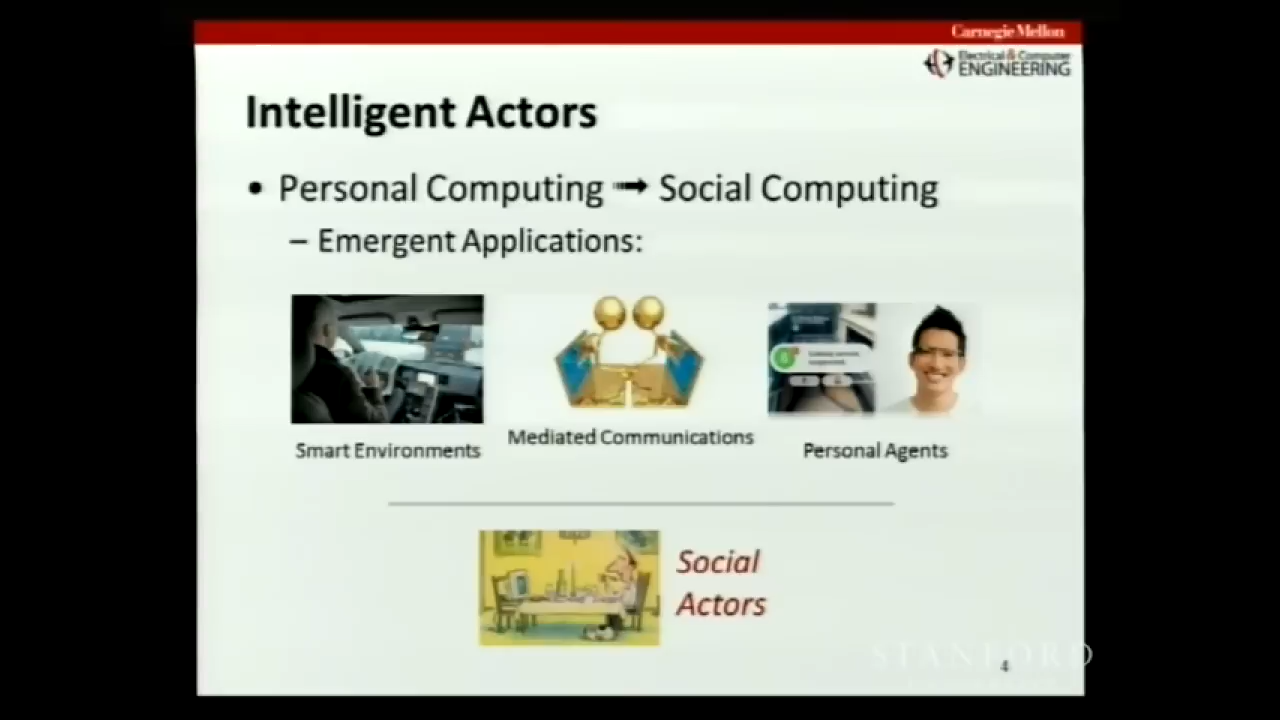 Carnegie Mellon
Electrical & Computer
ENGINEERING
Intelligent Actors
• Personal Computing ➟ Social Computing
– Emergent Applications:
Smart Environments
Mediated Communications
Personal Agents
Social
Actors
STANFORD
4